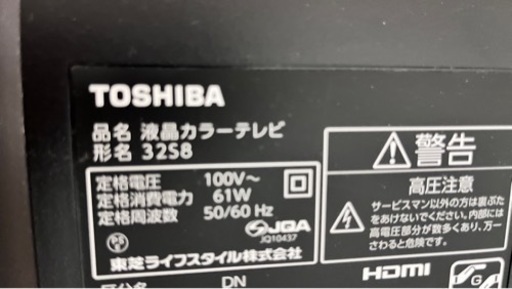 TOSHIBA
品名 液晶カラーテレビ
形名 32S8
定格電圧 100V～
定格消費電力 61W
定格周波数 50/60 Hz
PS
E
JQA
JQ10437
東芝ライフスタイル株式会社
DN
警告
高圧注意
サービスマン以外の方は裏ぶた
をあけないでください。内部には
高電圧部分が数多くあり、万一
さわると危険です。
HDMI